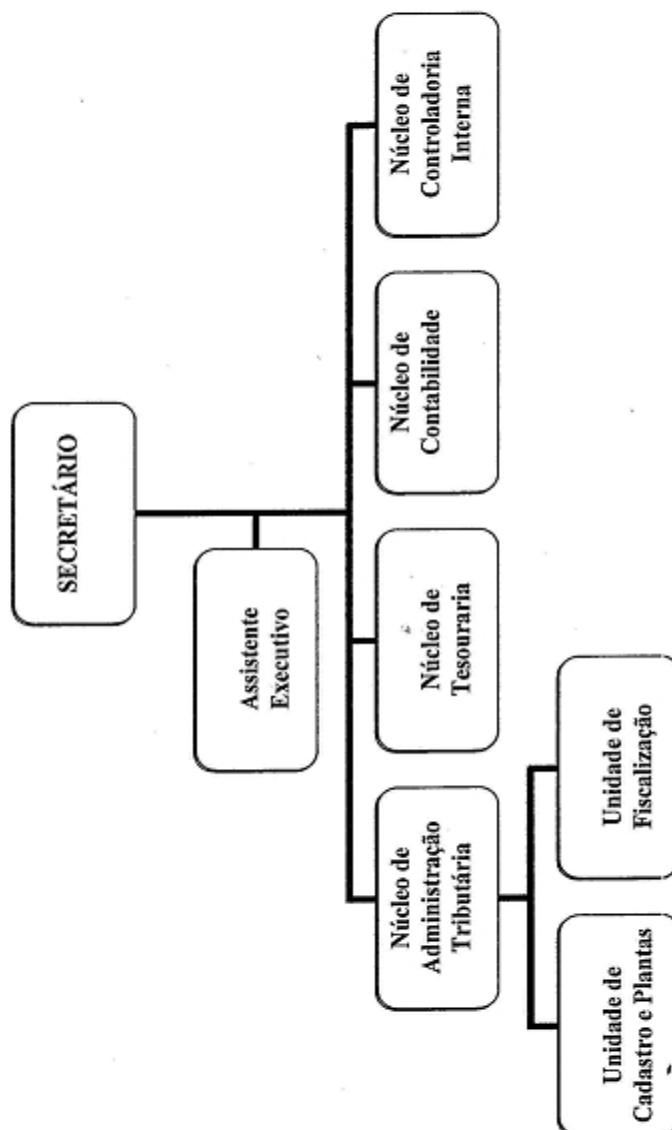 SECRETÁRIO
Assistente
Executivo
Núcleo de
Administração
Tributária
Núcleo de
Tesouraria
Núcleo de
Contabilidade
Núcleo de
Controladoria
Interna
Unidade de
Cadastro e Plantas
Unidade de
Fiscalização